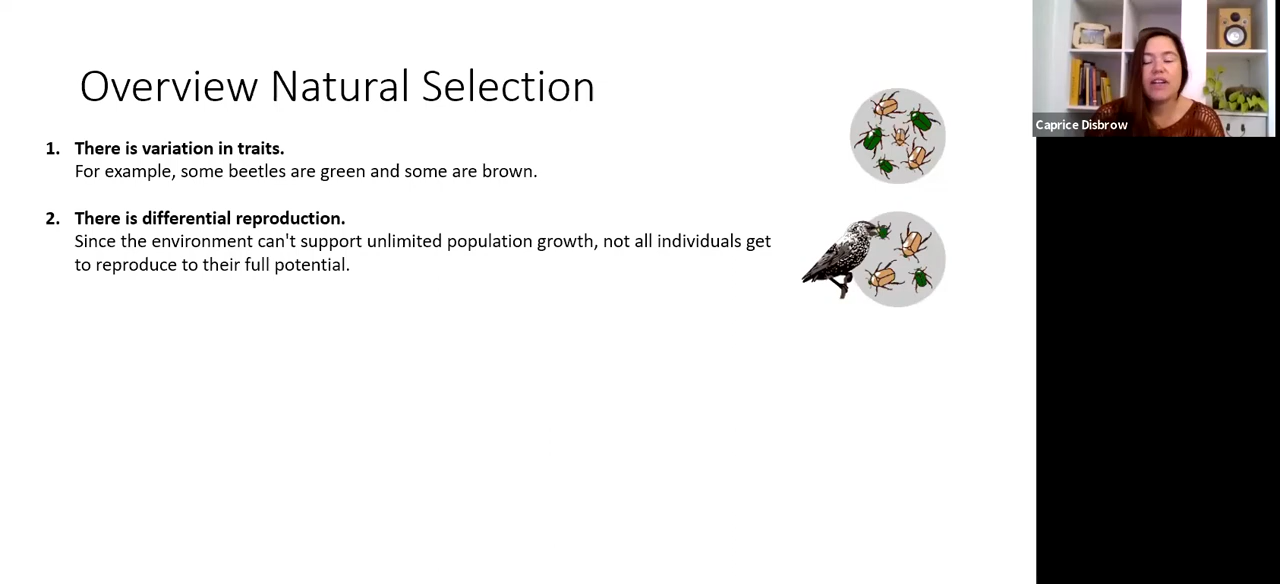 Overview Natural Selection
1. There is variation in traits.
For example, some beetles are green and some are brown.
2. There is differential reproduction.
Since the environment can't support unlimited population growth, not all individuals get
to reproduce to their full potential.
Caprice Disbrow